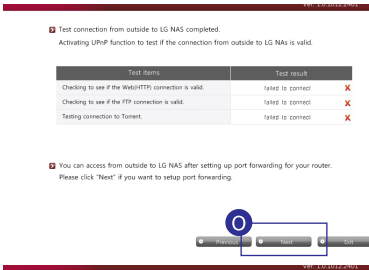 Ver. 1.0.1012.2401
Test connection from outside to LG NAS completed.
Activating UPnP function to test if the connection from outside to LG NAs is valid.
Test items Test result
Checking to see if the Web(HTTP) connection is valid. failed to connect X
Checking to see if the FTP connection is valid. failed to connect X
Testing connection to Torrent. failed to connect X
You can access from outside to LG NAS after setting up port forwarding for your router.
Please click "Next" if you want to setup port forwarding.
O
Previous Next Exit
Ver. 1.0.1012.2401